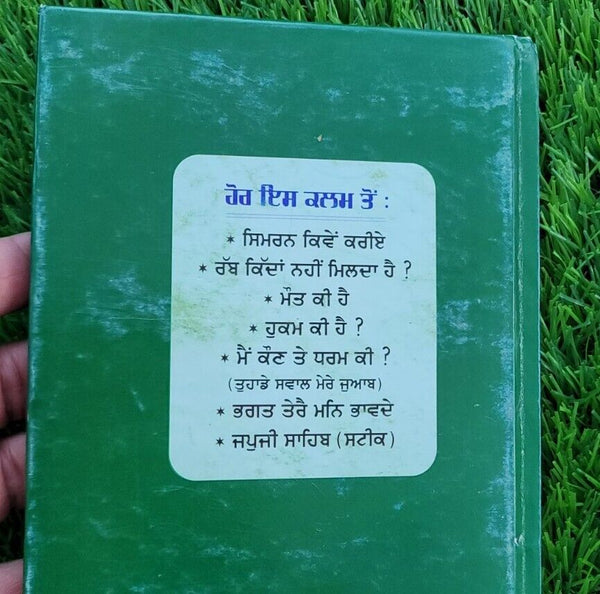 ਹੋਰ ਇਸ ਕਲਮ ਤੋਂ :
* ਸਿਮਰਨ ਕਿਵੇਂ ਕਰੀਏ
* ਰੱਬ ਕਿੱਦਾਂ ਨਹੀਂ ਮਿਲਦਾ ਹੈ ?
* ਮੌਤ ਕੀ ਹੈ
* ਹੁਕਮ ਕੀ ਹੈ ?
* ਮੈਂ ਕੌਣ ਤੇ ਧਰਮ ਕੀ ?
(ਤੁਹਾਡੇ ਸਵਾਲ ਮੇਰੇ ਜੁਆਬ)
* ਭਗਤ ਤੇਰੈ ਮਨਿ ਭਾਵਦੇ
* ਜਪੁਜੀ ਸਾਹਿਬ (ਸਟੀਕ)